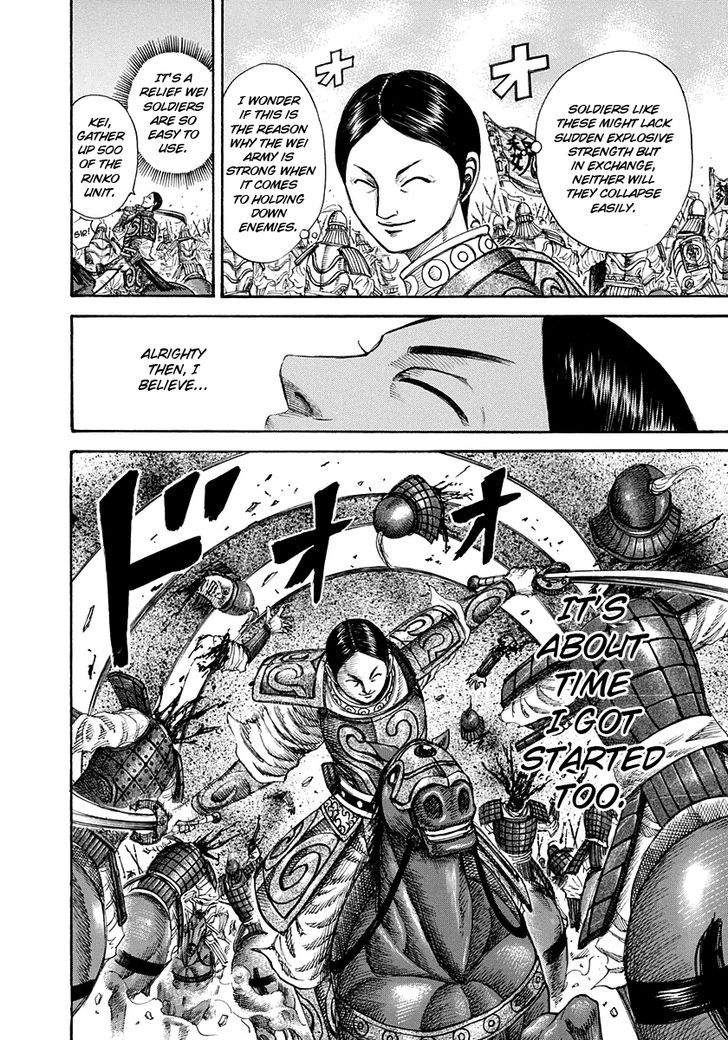 SOLDIERS LIKE
THESE MIGHT LACK
SUDDEN EXPLOSIVE
STRENGTH BUT
IN EXCHANGE,
NEITHER WILL
THEY COLLAPSE
EASILY.
オ
オ
I WONDER
IF THIS IS
THE REASON
WHY THE WEI
ARMY IS
STRONG WHEN
IT COMES
TO HOLDING
DOWN
ENEMIES.
IT'S A
RELIEF WEI
SOLDIERS
ARE SO
EASY TO
USE.
KEI,
GATHER
UP 500
OF THE
RINKO
UNIT.
SIR!
ALRIGHTY
THEN, I
BELIEVE...
ドォォ
IT'S
ABOUT
TIME
I GOT
STARTED
TOO.